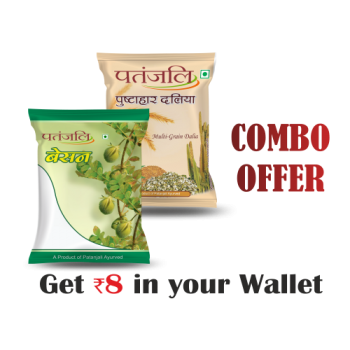 पतंजलि
पुष्टाहार दलिया
Multi-Grain Dalia
पतंजलि
बेसन
A Product of Patanjali Ayurved
COMBO
OFFER
Get ₹8 in your Wallet